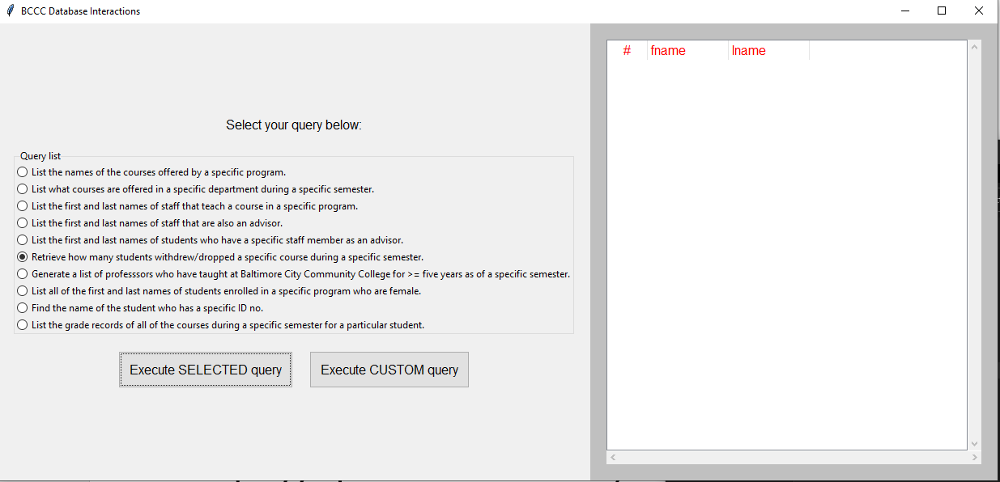 BCCC Database Interactions
Select your query below:
Query list
List the names of the courses offered by a specific program.
List what courses are offered in a specific department during a specific semester.
List the first and last names of staff that teach a course in a specific program.
List the first and last names of staff that are also an advisor.
List the first and last names of students who have a specific staff member as an advisor.
Retrieve how many students withdrew/dropped a specific course during a specific semester.
Generate a list of professsors who have taught at Baltimore City Community College for >= five years as of a specific semester.
List all of the first and last names of students enrolled in a specific program who are female.
Find the name of the student who has a specific ID no.
List the grade records of all of the courses during a specific semester for a particular student.
Execute SELECTED query Execute CUSTOM query
# fname lname